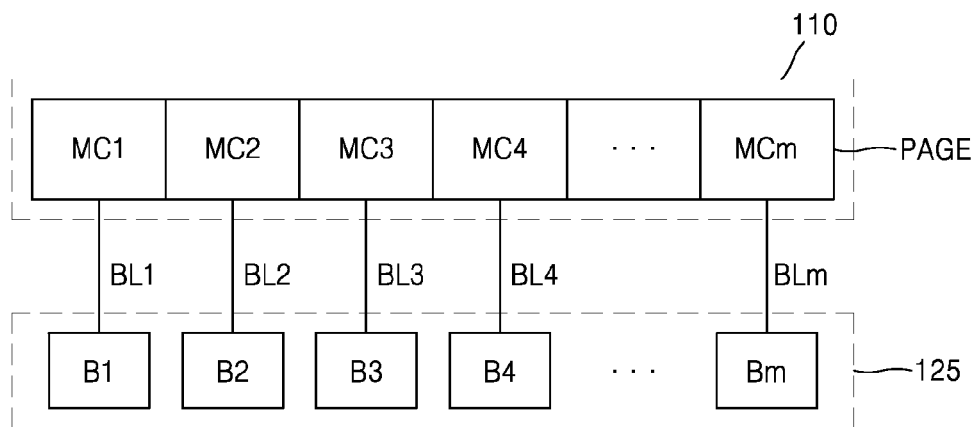 110
MC1 MC2 MC3 MC4 · · · MCm PAGE
BL1 BL2 BL3 BL4 BLm
B1 B2 B3 B4 · · · Bm 125